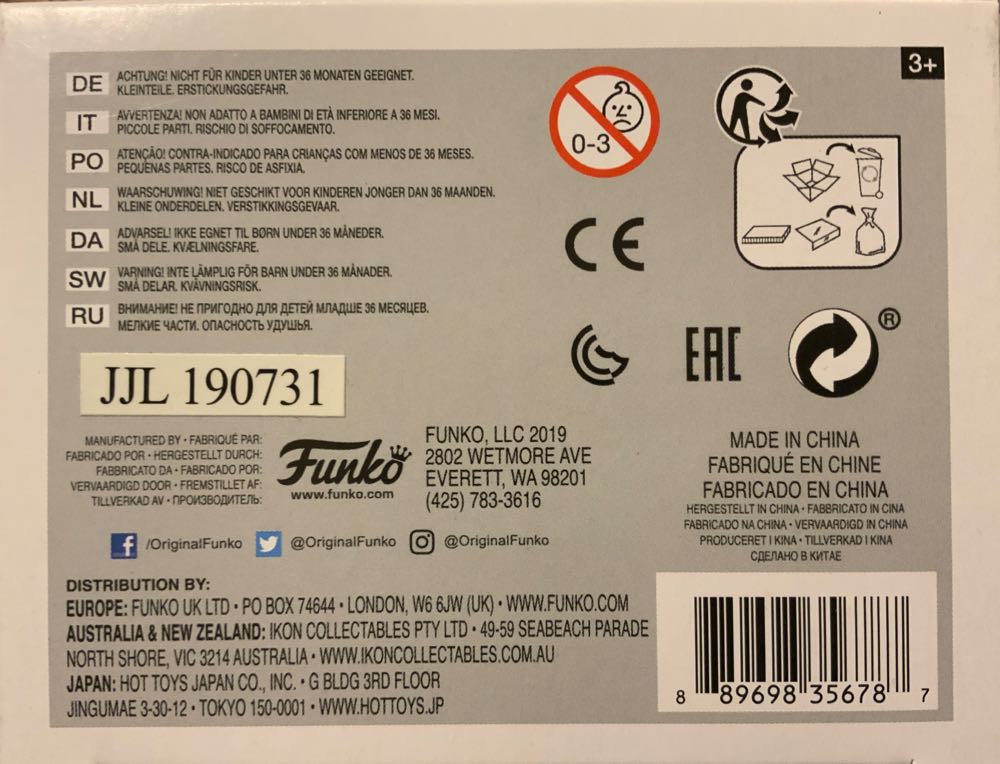 3+
DE ACHTUNG! NICHT FÜR KINDER UNTER 36 MONATEN GEEIGNET.
KLEINTEILE. ERSTICKUNGSGEFAHR.
IT AVVERTENZA! NON ADATTO A BAMBINI DI ETÀ INFERIORE A 36 MESI.
PICCOLE PARTI. RISCHIO DI SOFFOCAMENTO.
PO ATENÇÃO! CONTRA-INDICADO PARA CRIANÇAS COM MENOS DE 36 MESES.
PEQUENAS PARTES. RISCO DE ASFIXIA.
NL WAARSCHUWING! NIET GESCHIKT VOOR KINDEREN JONGER DAN 36 MAANDEN.
KLEINE ONDERDELEN. VERSTIKKINGSGEVAAR.
DA ADVARSEL! IKKE EGNET TIL BØRN UNDER 36 MÅNEDER.
SMÅ DELE. KVÆLNINGSFARE.
SW VARNING! INTE LÄMPLIG FÖR BARN UNDER 36 MÅNADER.
SMÅ DELAR. KVÄVNINGSRISK.
RU ВНИМАНИЕ! НЕ ПРИГОДНО ДЛЯ ДЕТЕЙ МЛАДШЕ 36 МЕСЯЦЕВ.
МЕЛКИЕ ЧАСТИ. ОПАСНОСТЬ УДУШЬЯ.
0-3
CE
EAC
®
JJL 190731
MANUFACTURED BY • FABRIQUÉ PAR:
FABRICADO POR • HERGESTELLT DURCH:
FABBRICATO DA • FABRICADO POR:
VERVAARDIGD DOOR • FREMSTILLET AF:
TILLVERKAD AV • ПРОИЗВОДИТЕЛЬ:
Funko
www.funko.com
FUNKO, LLC 2019
2802 WETMORE AVE
EVERETT, WA 98201
(425) 783-3616
MADE IN CHINA
FABRIQUÉ EN CHINE
FABRICADO EN CHINA
HERGESTELLT IN CHINA • FABBRICATO IN CINA
FABRICADO NA CHINA • VERVAARDIGD IN CHINA
PRODUCERET I KINA • TILLVERKAD I KINA
СДЕЛАНО В КИТАЕ
/OriginalFunko @OriginalFunko @OriginalFunko
DISTRIBUTION BY:
EUROPE: FUNKO UK LTD • PO BOX 74644 • LONDON, W6 6JW (UK) • WWW.FUNKO.COM
AUSTRALIA & NEW ZEALAND: IKON COLLECTABLES PTY LTD • 49-59 SEABEACH PARADE
NORTH SHORE, VIC 3214 AUSTRALIA • WWW.IKONCOLLECTABLES.COM.AU
JAPAN: HOT TOYS JAPAN CO., INC. • G BLDG 3RD FLOOR
JINGUMAE 3-30-12 • TOKYO 150-0001 • WWW.HOTTOYS.JP
8 89698 35678 7